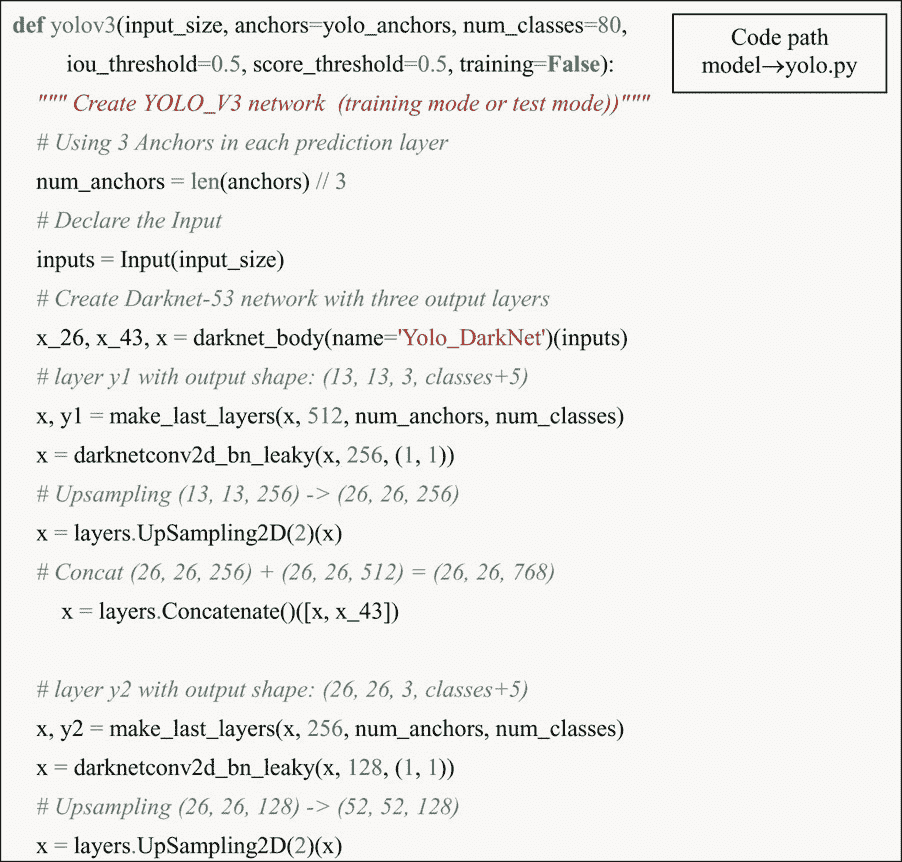 def yolov3(input_size, anchors=yolo_anchors, num_classes=80,
iou_threshold=0.5, score_threshold=0.5, training=False):
Code path
model→yolo.py
""" Create YOLO_V3 network  (training mode or test mode))"""
# Using 3 Anchors in each prediction layer
num_anchors = len(anchors) // 3
# Declare the Input
inputs = Input(input_size)
# Create Darknet-53 network with three output layers
x_26, x_43, x = darknet_body(name='Yolo_DarkNet')(inputs)
# layer y1 with output shape: (13, 13, 3, classes+5)
x, y1 = make_last_layers(x, 512, num_anchors, num_classes)
x = darknetconv2d_bn_leaky(x, 256, (1, 1))
# Upsampling (13, 13, 256) -> (26, 26, 256)
x = layers.UpSampling2D(2)(x)
# Concat (26, 26, 256) + (26, 26, 512) = (26, 26, 768)
x = layers.Concatenate()([x, x_43])
# layer y2 with output shape: (26, 26, 3, classes+5)
x, y2 = make_last_layers(x, 256, num_anchors, num_classes)
x = darknetconv2d_bn_leaky(x, 128, (1, 1))
# Upsampling (26, 26, 128) -> (52, 52, 128)
x = layers.UpSampling2D(2)(x)